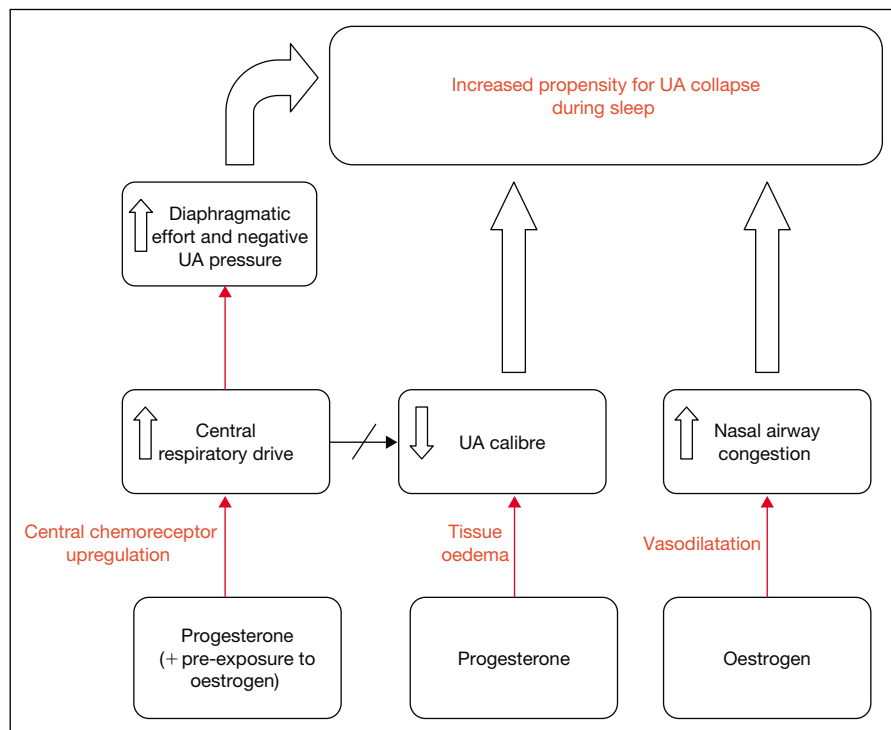 Increased propensity for UA collapse
during sleep
Diaphragmatic
effort and negative
UA pressure
Central
respiratory drive
UA calibre
Nasal airway
congestion
Central chemoreceptor
upregulation
Tissue
oedema
Vasodilatation
Progesterone
(+ pre-exposure to
oestrogen)
Progesterone
Oestrogen